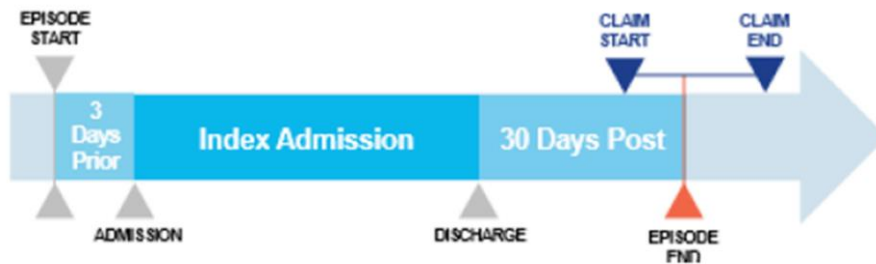 EPISODE
START
CLAIM
START
CLAIM
END
3
Days
Prior
Index Admission
30 Days Post
ADMISSION
DISCHARGE
EPISODE
END